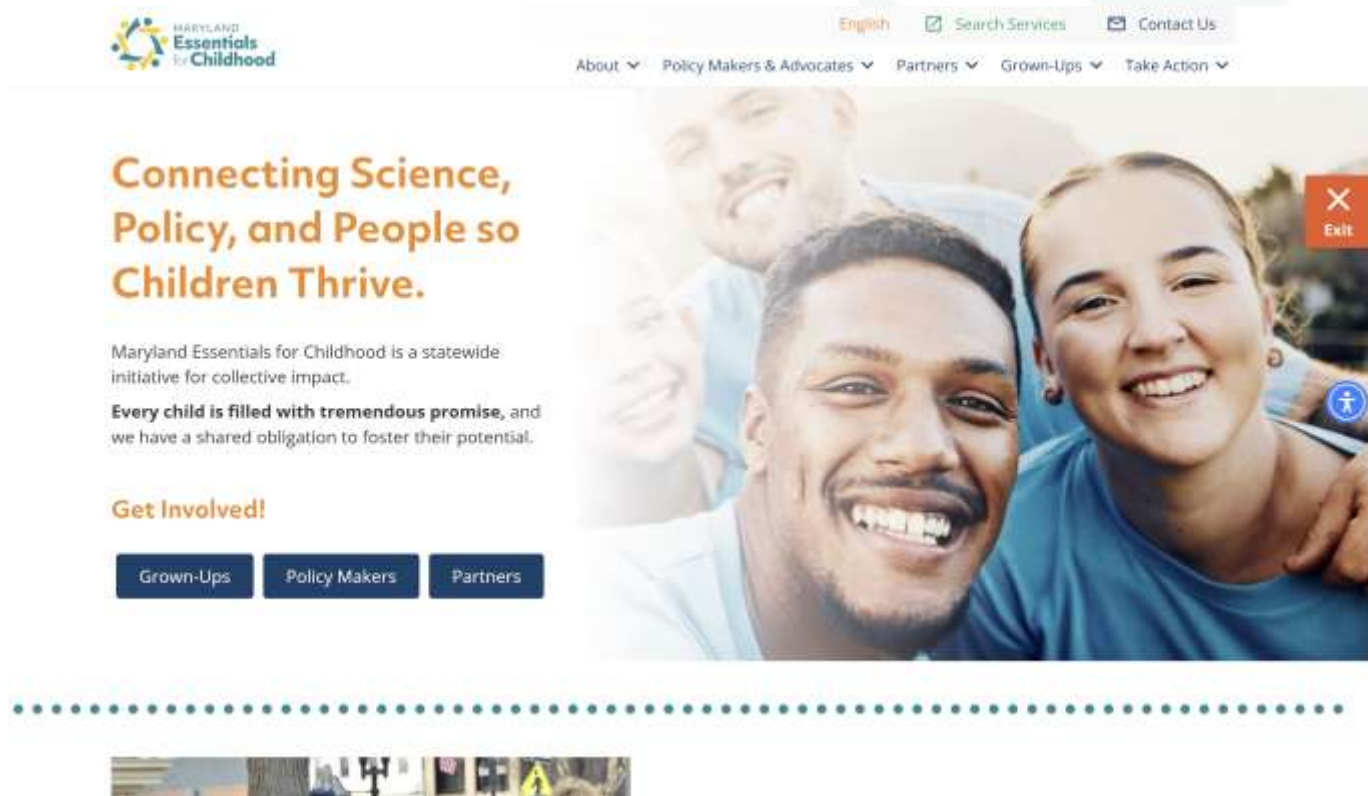 MARYLAND
Essentials
for Childhood
English
Search Services
Contact Us
About
Policy Makers & Advocates
Partners
Grown-Ups
Take Action
Connecting Science,
Policy, and People so
Children Thrive.
Exit
Maryland Essentials for Childhood is a statewide
initiative for collective impact.
Every child is filled with tremendous promise, and
we have a shared obligation to foster their potential.
Get Involved!
Grown-Ups
Policy Makers
Partners